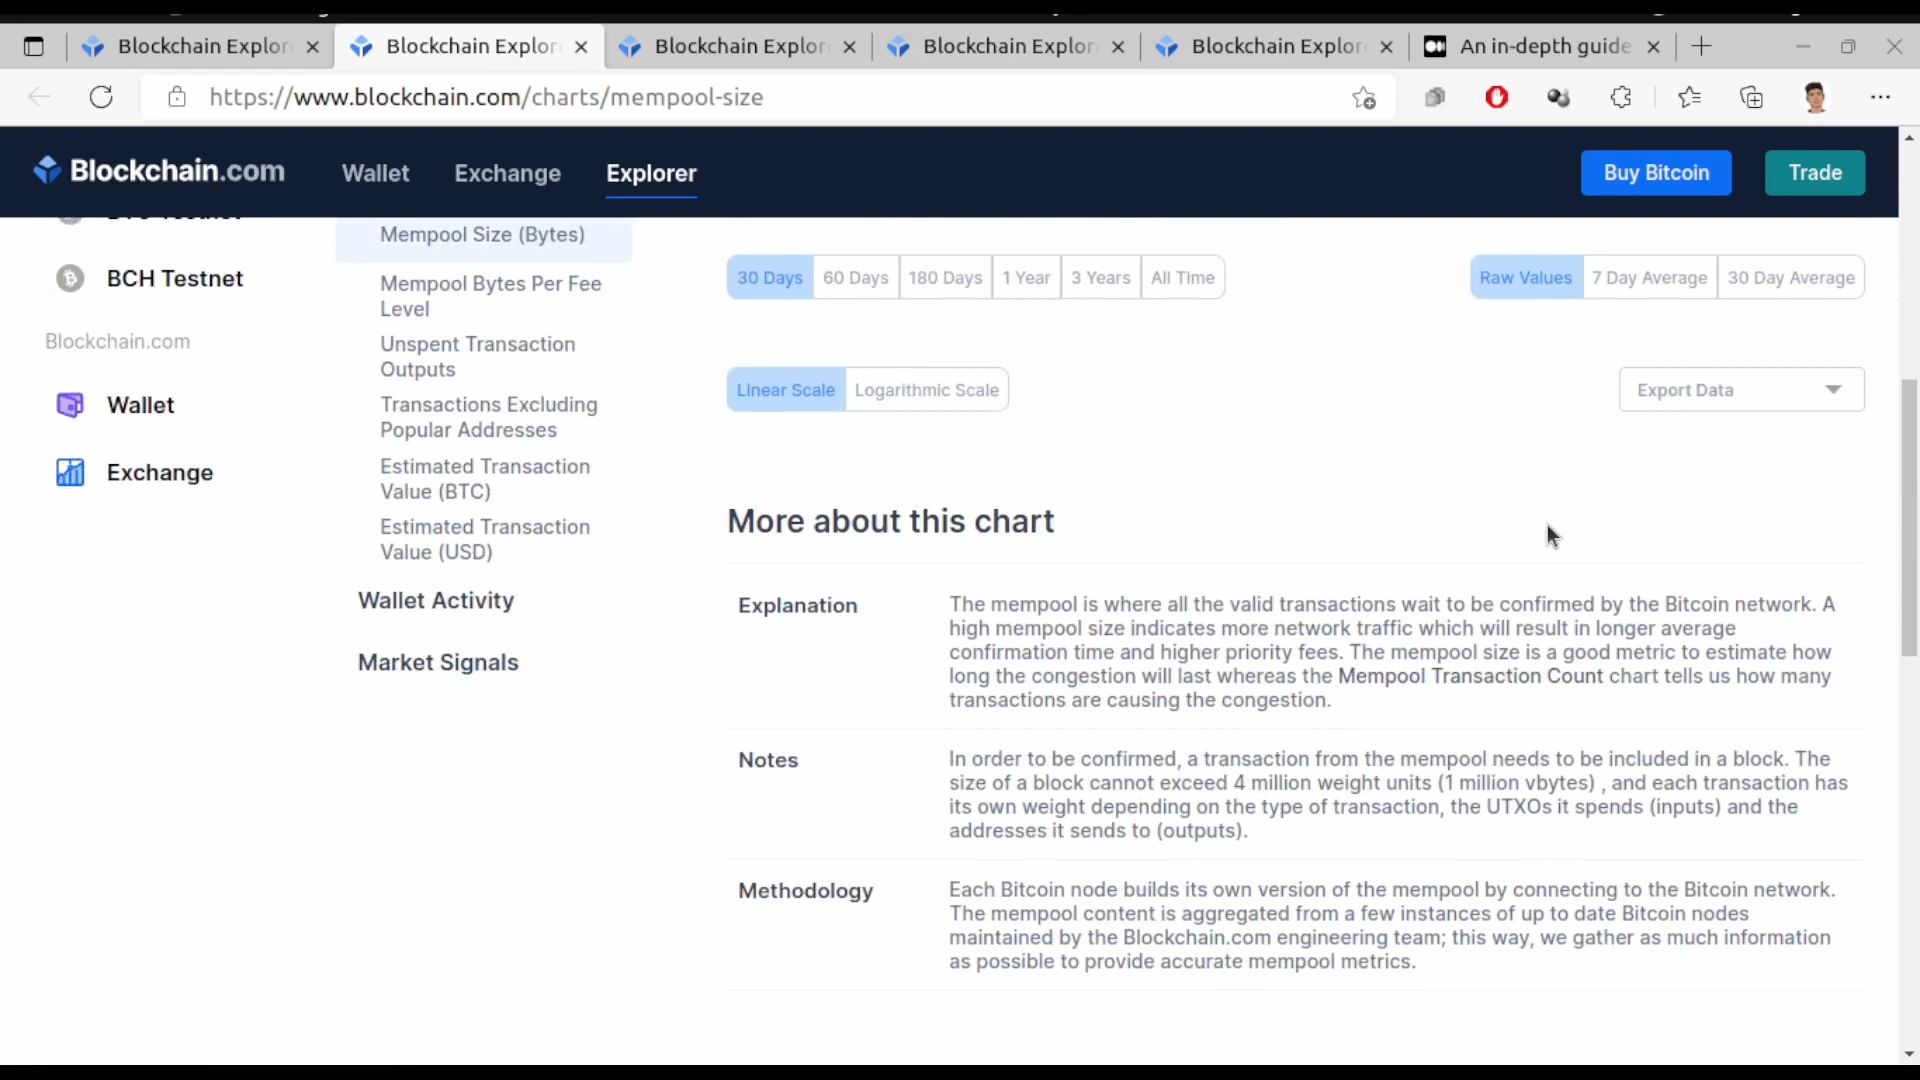 Blockchain Explor
Blockchain Explor
Blockchain Explor
Blockchain Explor
Blockchain Explor
An in-depth guide
https://www.blockchain.com/charts/mempool-size
Blockchain.com
Wallet
Exchange
Explorer
Buy Bitcoin
Trade
BCH Testnet
Blockchain.com
Wallet
Exchange
Mempool Size (Bytes)
Mempool Bytes Per Fee
Level
Unspent Transaction
Outputs
Transactions Excluding
Popular Addresses
Estimated Transaction
Value (BTC)
Estimated Transaction
Value (USD)
Wallet Activity
Market Signals
30 Days
60 Days
180 Days
1 Year
3 Years
All Time
Raw Values
7 Day Average
30 Day Average
Linear Scale
Logarithmic Scale
Export Data
More about this chart
Explanation
The mempool is where all the valid transactions wait to be confirmed by the Bitcoin network. A
high mempool size indicates more network traffic which will result in longer average
confirmation time and higher priority fees. The mempool size is a good metric to estimate how
long the congestion will last whereas the Mempool Transaction Count chart tells us how many
transactions are causing the congestion.
Notes
In order to be confirmed, a transaction from the mempool needs to be included in a block. The
size of a block cannot exceed 4 million weight units (1 million vbytes) , and each transaction has
its own weight depending on the type of transaction, the UTXOs it spends (inputs) and the
addresses it sends to (outputs).
Methodology
Each Bitcoin node builds its own version of the mempool by connecting to the Bitcoin network.
The mempool content is aggregated from a few instances of up to date Bitcoin nodes
maintained by the Blockchain.com engineering team; this way, we gather as much information
as possible to provide accurate mempool metrics.